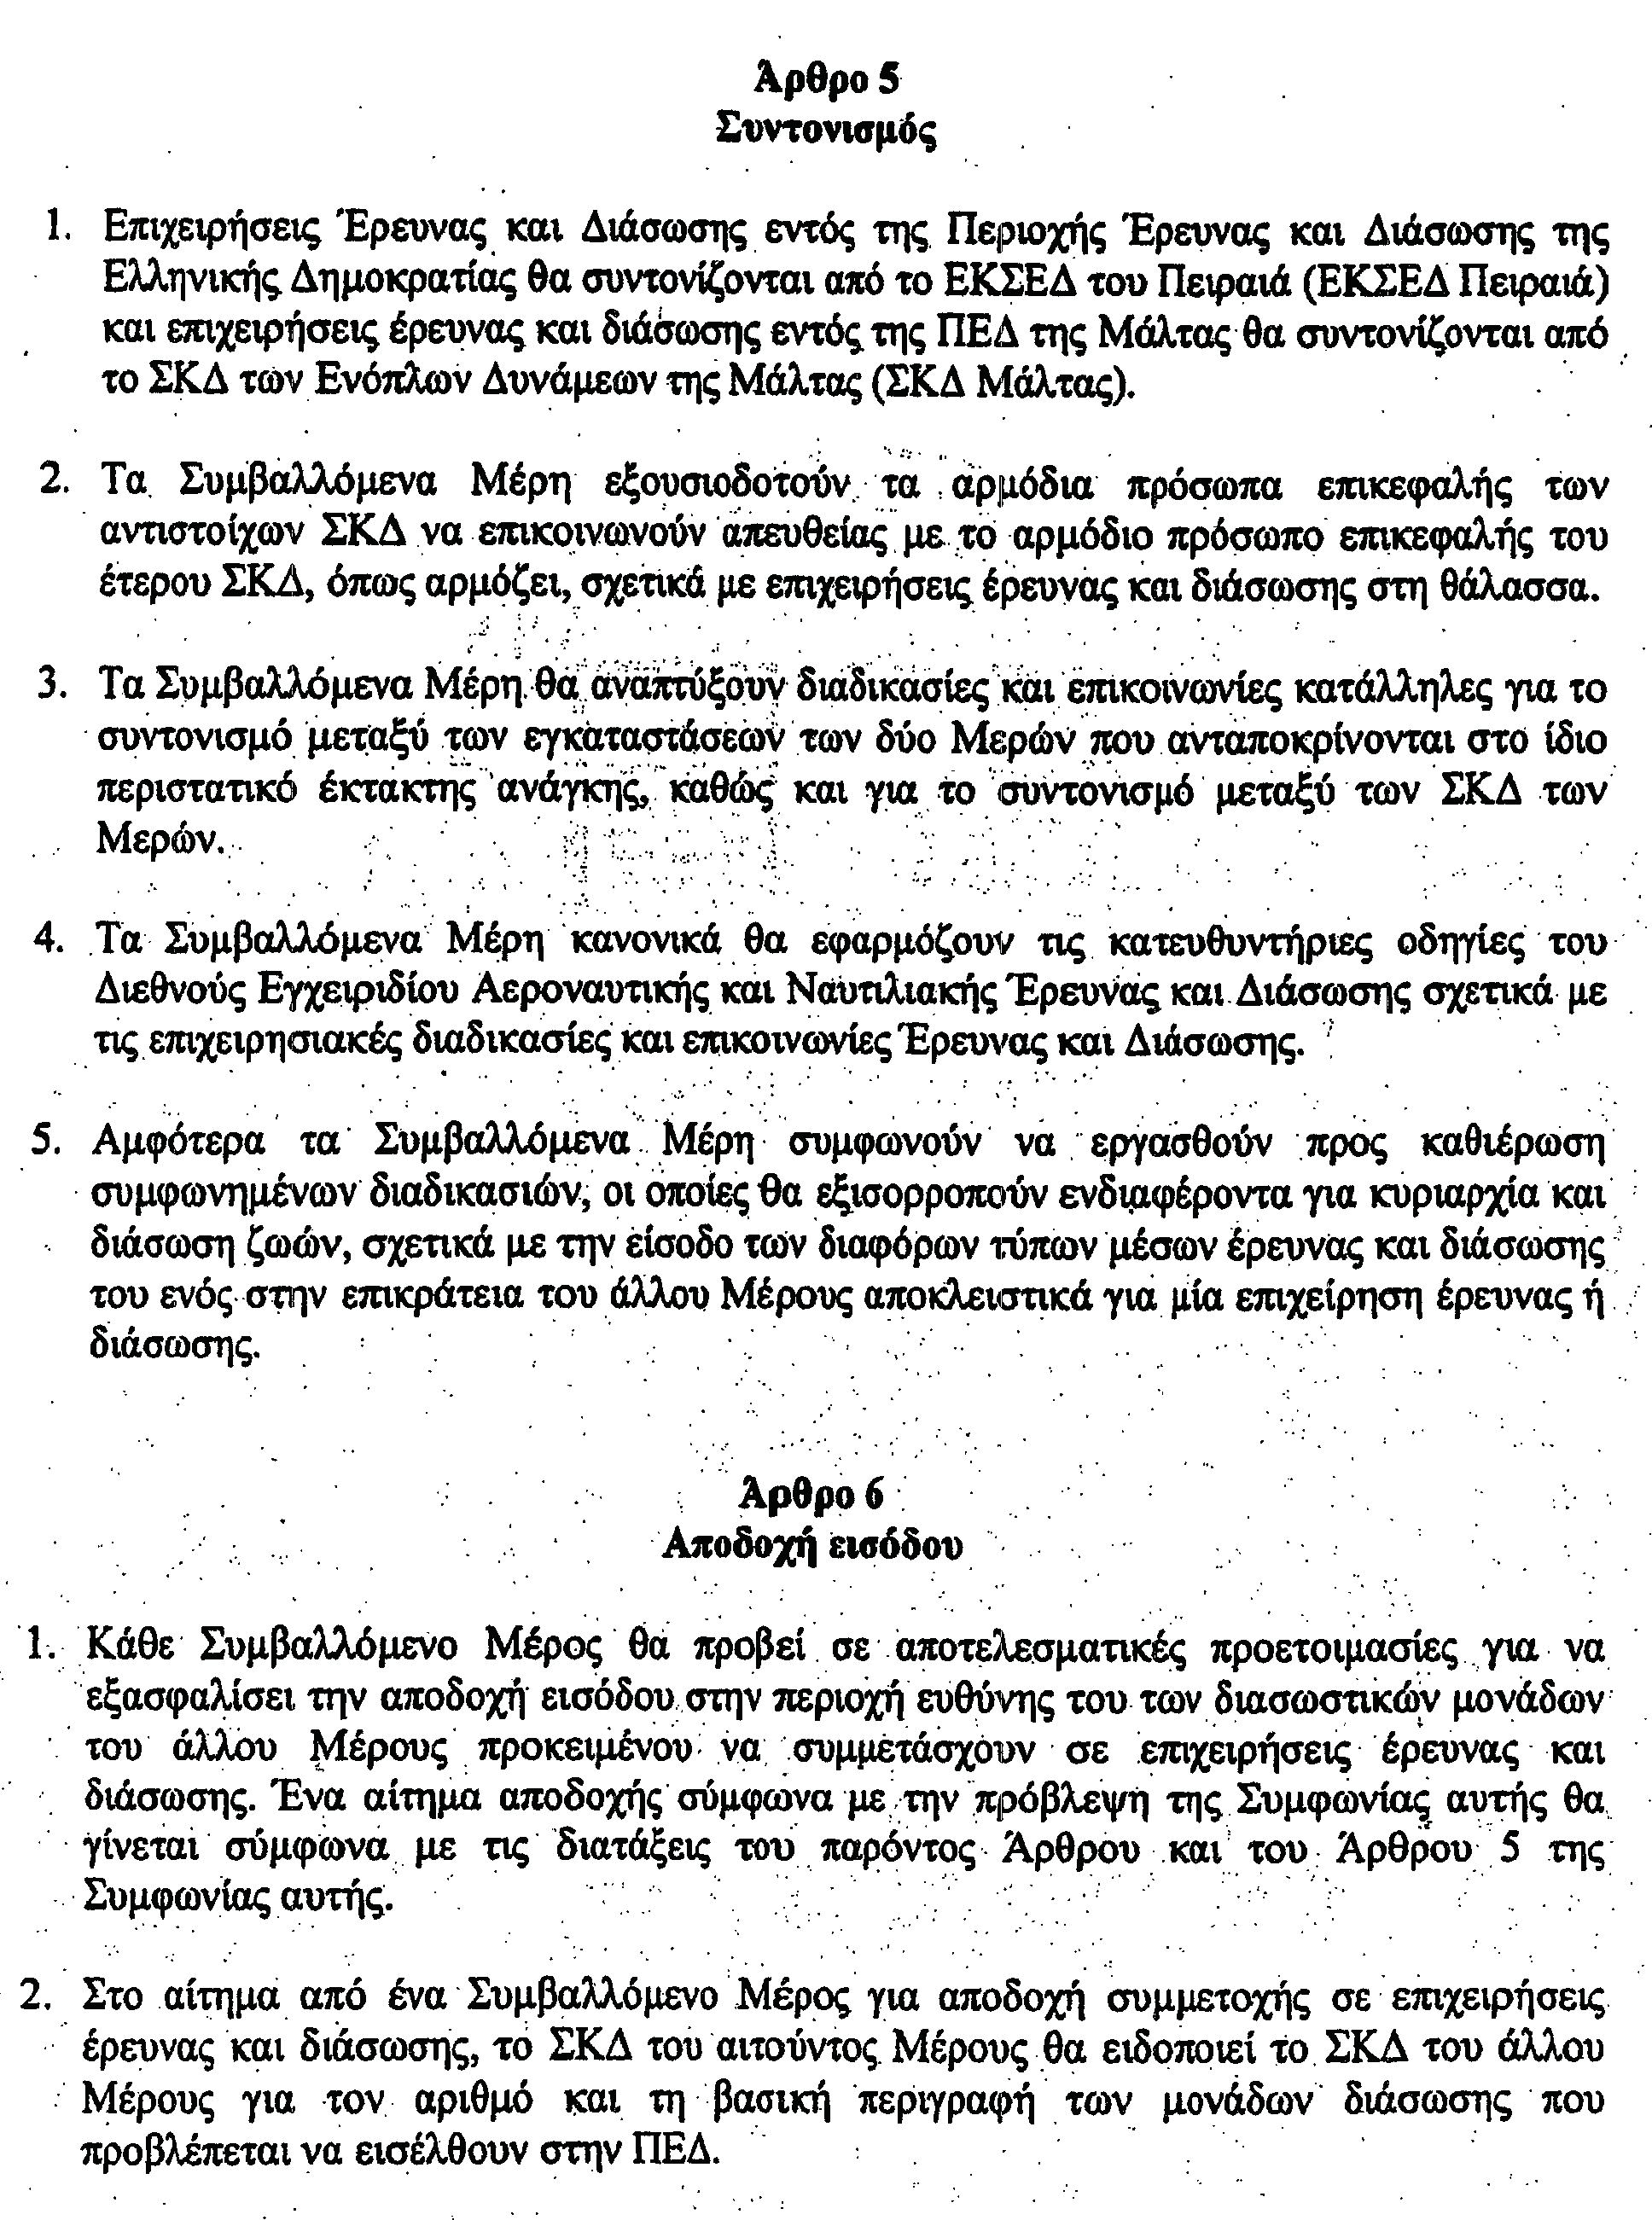 Άρθρο 5
Συντονισμός
1. Επιχειρήσεις Έρευνας και Διάσωσης εντός της Περιοχής Έρευνας και Διάσωσης της
Ελληνικής Δημοκρατίας θα συντονίζονται από το ΕΚΣΕΔ του Πειραιά (ΕΚΣΕΔ Πειραιά)
και επιχειρήσεις έρευνας και διάσωσης εντός της ΠΕΔ της Μάλτας θα συντονίζονται από
το ΣΚΔ των Ενόπλων Δυνάμεων της Μάλτας (ΣΚΔ Μάλτας).
2. Τα Συμβαλλόμενα Μέρη εξουσιοδοτούν τα αρμόδια πρόσωπα επικεφαλής των
αντιστοίχων ΣΚΔ να επικοινωνούν απευθείας με το αρμόδιο πρόσωπο επικεφαλής του
έτερου ΣΚΔ, όπως αρμόζει, σχετικά με επιχειρήσεις έρευνας και διάσωσης στη θάλασσα.
3. Τα Συμβαλλόμενα Μέρη θα αναπτύξουν διαδικασίες και επικοινωνίες κατάλληλες για το
συντονισμό μεταξύ των εγκαταστάσεων των δύο Μερών που ανταποκρίνονται στο ίδιο
περιστατικό έκτακτης ανάγκης, καθώς και για το συντονισμό μεταξύ των ΣΚΔ των
Μερών.
4. Τα Συμβαλλόμενα Μέρη κανονικά θα εφαρμόζουν τις κατευθυντήριες οδηγίες του
Διεθνούς Εγχειριδίου Αεροναυτικής και Ναυτιλιακής Έρευνας και Διάσωσης σχετικά με
τις επιχειρησιακές διαδικασίες και επικοινωνίες Έρευνας και Διάσωσης.
5. Αμφότερα τα Συμβαλλόμενα Μέρη συμφωνούν να εργασθούν προς καθιέρωση
συμφωνημένων διαδικασιών, οι οποίες θα εξισορροπούν ενδιαφέροντα για κυριαρχία και
διάσωση ζωών, σχετικά με την είσοδο των διαφόρων τύπων μέσων έρευνας και διάσωσης
του ενός στην επικράτεια του άλλου Μέρους αποκλειστικά για μία επιχείρηση έρευνας ή
διάσωσης.
Άρθρο 6
Αποδοχή εισόδου
1. Κάθε Συμβαλλόμενο Μέρος θα προβεί σε αποτελεσματικές προετοιμασίες για να
εξασφαλίσει την αποδοχή εισόδου στην περιοχή ευθύνης του των διασωστικών μονάδων
του άλλου Μέρους προκειμένου να συμμετάσχουν σε επιχειρήσεις έρευνας και
διάσωσης. Ένα αίτημα αποδοχής σύμφωνα με την πρόβλεψη της Συμφωνίας αυτής θα
γίνεται σύμφωνα με τις διατάξεις του παρόντος Άρθρου και του Άρθρου 5 της
Συμφωνίας αυτής.
2. Στο αίτημα από ένα Συμβαλλόμενο Μέρος για αποδοχή συμμετοχής σε επιχειρήσεις
έρευνας και διάσωσης, το ΣΚΔ του αιτούντος Μέρους θα ειδοποιεί το ΣΚΔ του άλλου
Μέρους για τον αριθμό και τη βασική περιγραφή των μονάδων διάσωσης που
προβλέπεται να εισέλθουν στην ΠΕΔ.